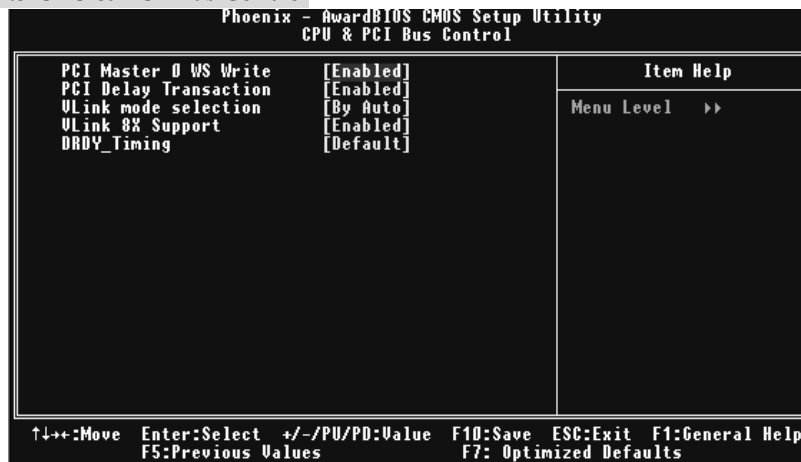 Phoenix - AwardBIOS CMOS Setup Utility
CPU & PCI Bus Control
PCI Master 0 WS Write [Enabled]
PCI Delay Transaction [Enabled]
VLink mode selection [By Auto]
VLink 8X Support [Enabled]
DRDY_Timing [Default]
Item Help
Menu Level ▸▸
↑↓→←:Move Enter:Select +/-/PU/PD:Value F10:Save ESC:Exit F1:General Help
F5:Previous Values F7: Optimized Defaults